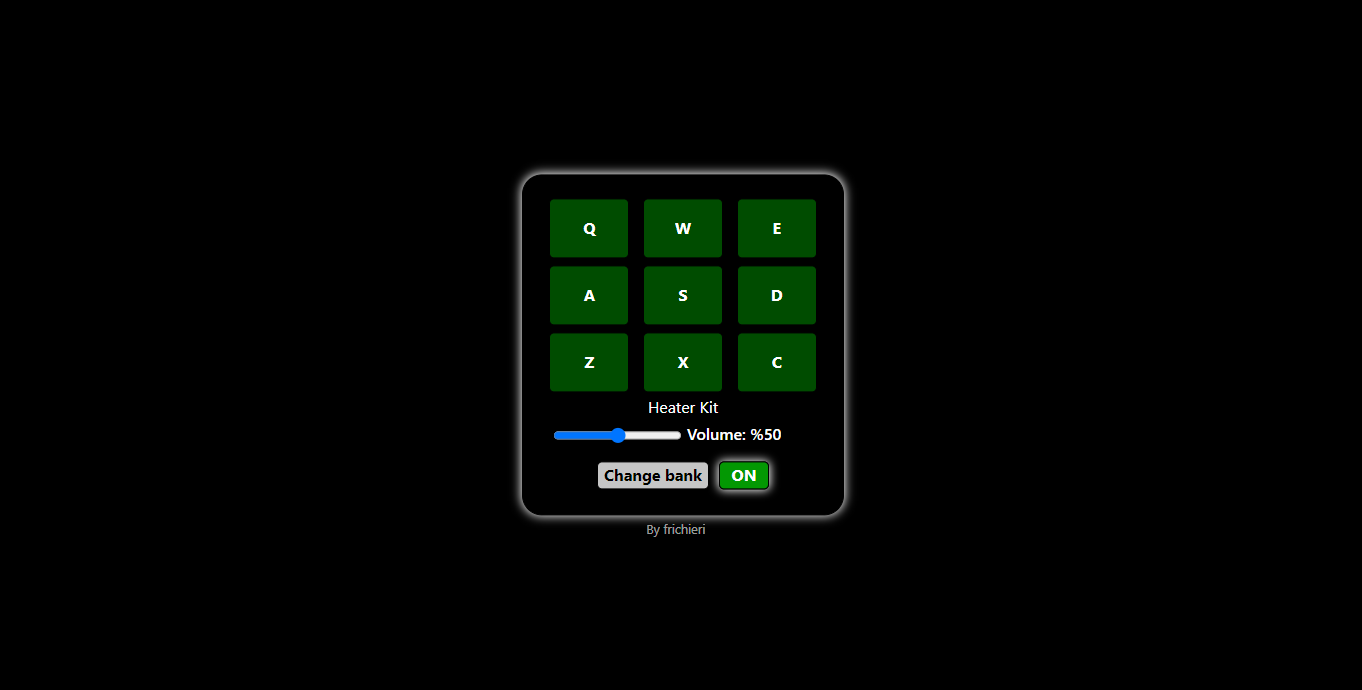 Q W E
A S D
Z X C
Heater Kit
Volume: %50
Change bank ON
By frichieri